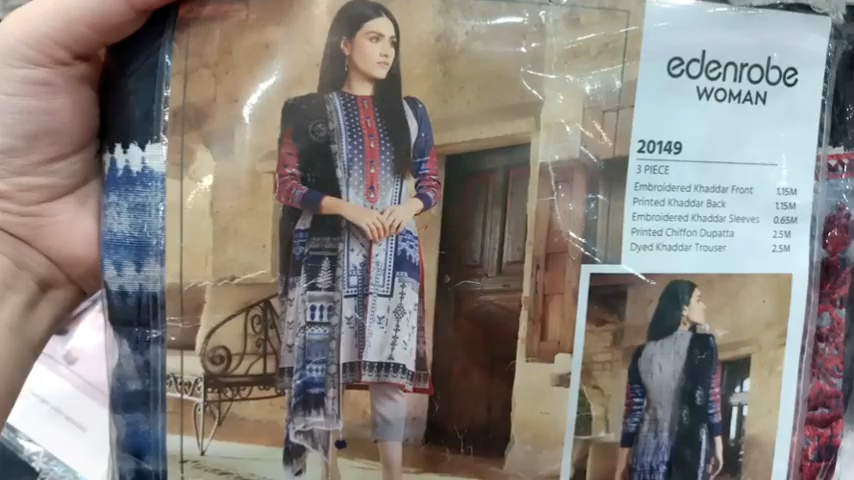 edenrobe
WOMAN
20149
3 PIECE
Embroidered Khaddar Front 1.15M
Printed Khaddar Back 1.15M
Embroidered Khaddar Sleeves 0.65M
Printed Chiffon Dupatta 2.5M
Dyed Khaddar Trouser 2.5M